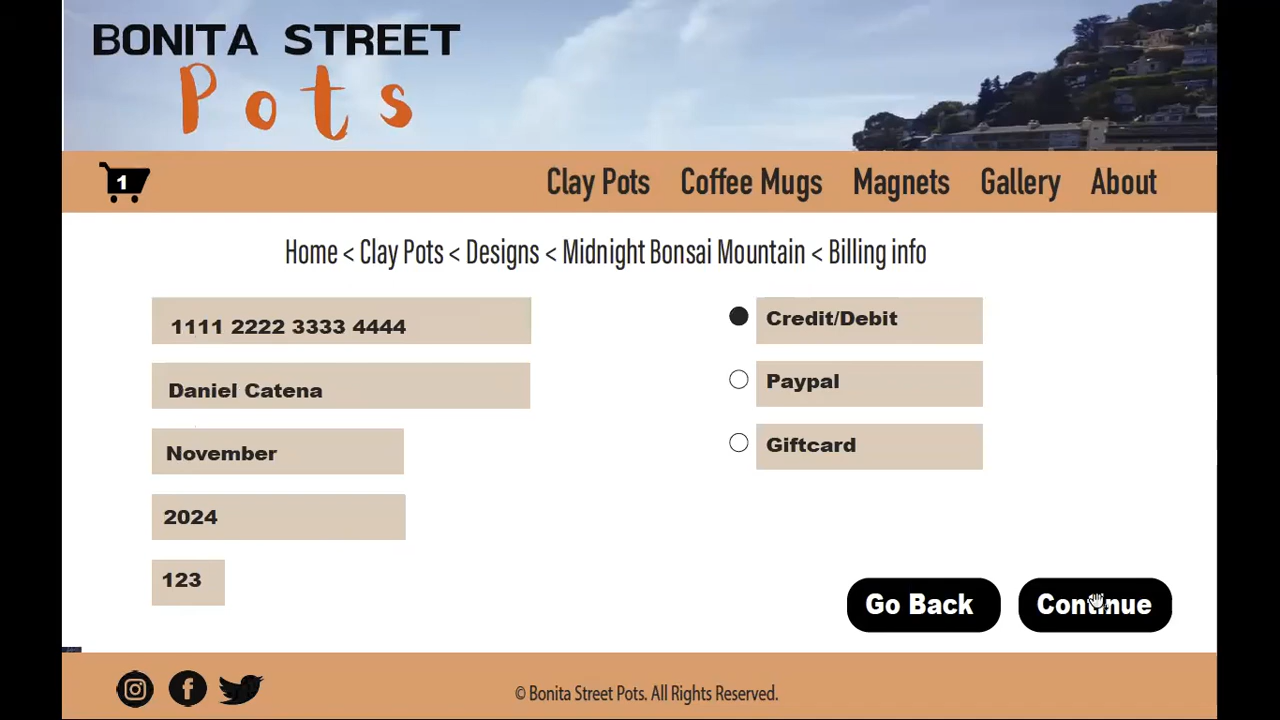 BONITA STREET
Pots
1
Clay Pots Coffee Mugs Magnets Gallery About
Home < Clay Pots < Designs < Midnight Bonsai Mountain < Billing info
1111 2222 3333 4444
Daniel Catena
November
2024
123
Credit/Debit
Paypal
Giftcard
Go Back
Continue
© Bonita Street Pots. All Rights Reserved.